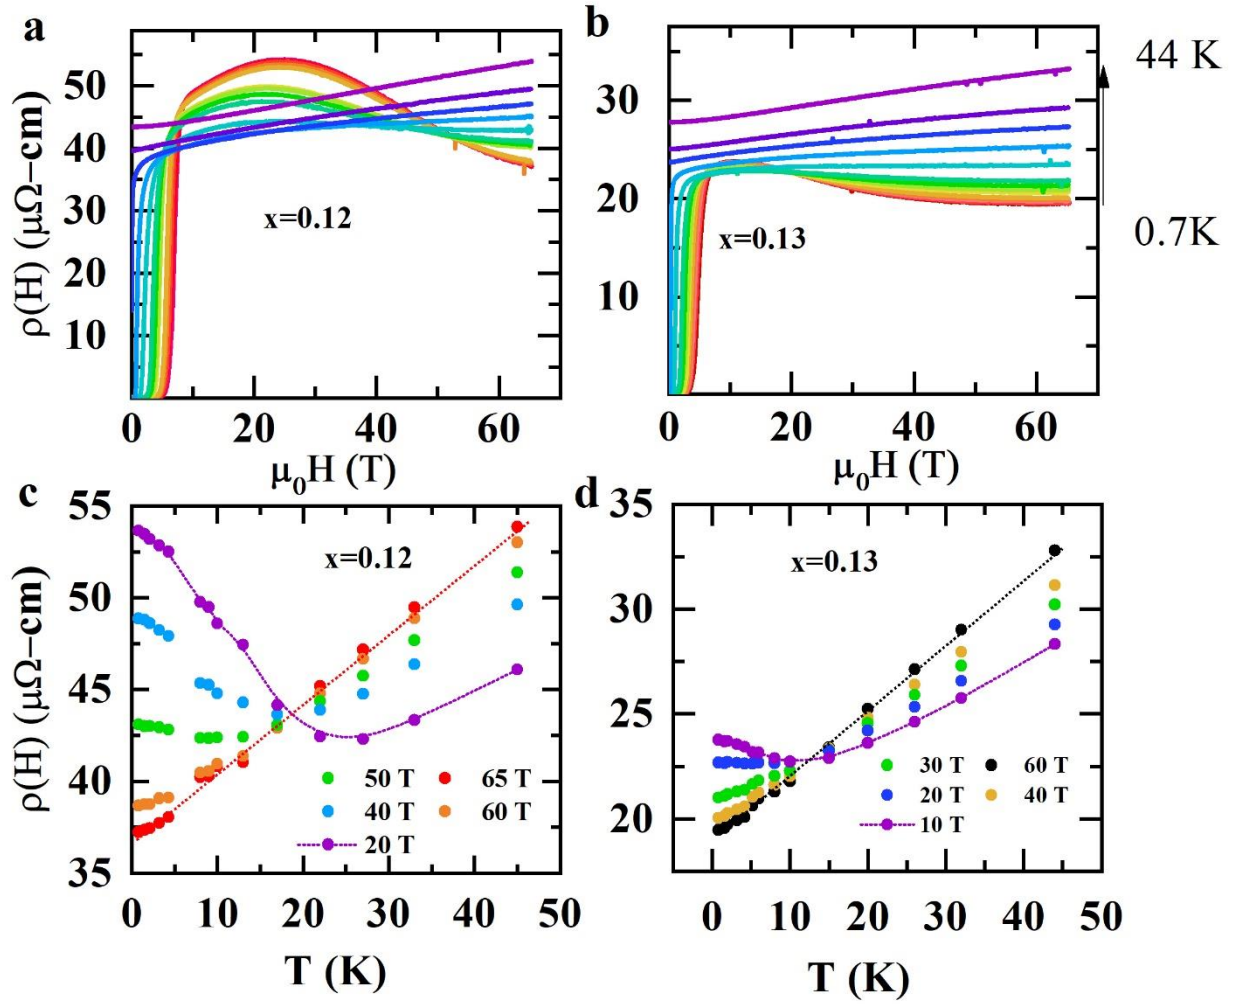 a
ρ(H) (μΩ−cm)
50
40
30
20
10
x=0.12
0 20 40 60
μ₀H (T)
b
30
20
10
x=0.13
0 20 40 60
μ₀H (T)
44 K
0.7K
c
ρ(H) (μΩ−cm)
55
50
45
40
35
x=0.12
50 T 65 T
40 T 60 T
20 T
0 10 20 30 40 50
T (K)
d
35
30
25
20
x=0.13
30 T 60 T
20 T 40 T
10 T
0 10 20 30 40 50
T (K)